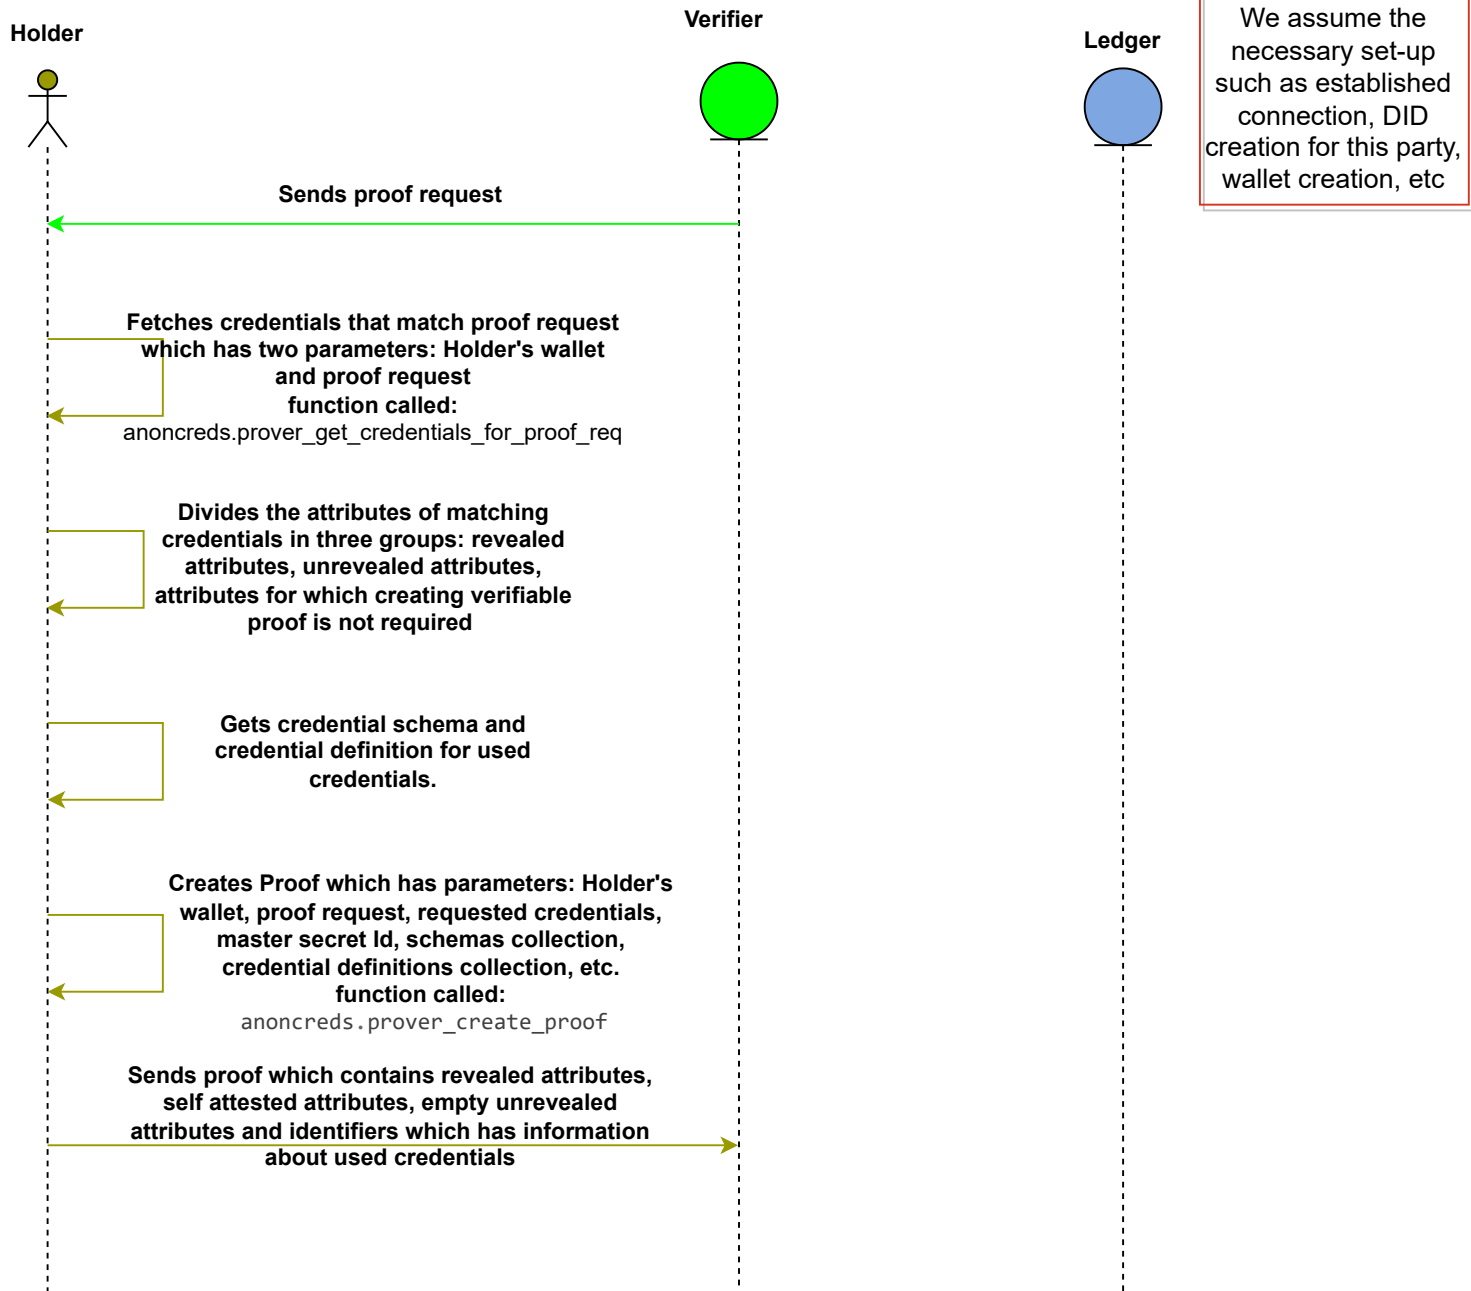 Holder
Verifier
Ledger
We assume the
necessary set-up
such as established
connection, DID
creation for this party,
wallet creation, etc
Sends proof request
Fetches credentials that match proof request
which has two parameters: Holder's wallet
and proof request
function called:
anoncreds.prover_get_credentials_for_proof_req
Divides the attributes of matching
credentials in three groups: revealed
attributes, unrevealed attributes,
attributes for which creating verifiable
proof is not required
Gets credential schema and
credential definition for used
credentials.
Creates Proof which has parameters: Holder's
wallet, proof request, requested credentials,
master secret Id, schemas collection,
credential definitions collection, etc.
function called:
anoncreds.prover_create_proof
Sends proof which contains revealed attributes,
self attested attributes, empty unrevealed
attributes and identifiers which has information
about used credentials